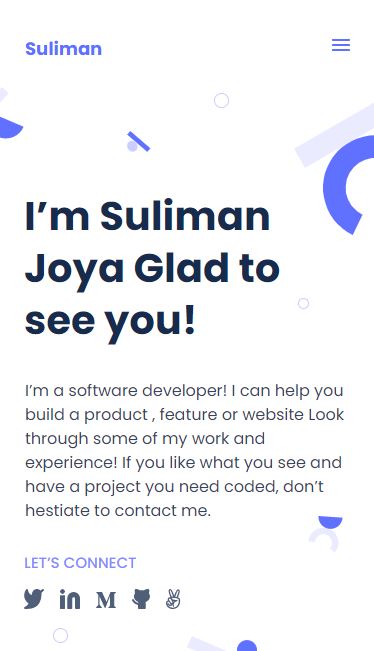 Suliman
I’m Suliman
Joya Glad to
see you!
I’m a software developer! I can help you
build a product , feature or website Look
through some of my work and
experience! If you like what you see and
have a project you need coded, don’t
hestiate to contact me.
LET’S CONNECT